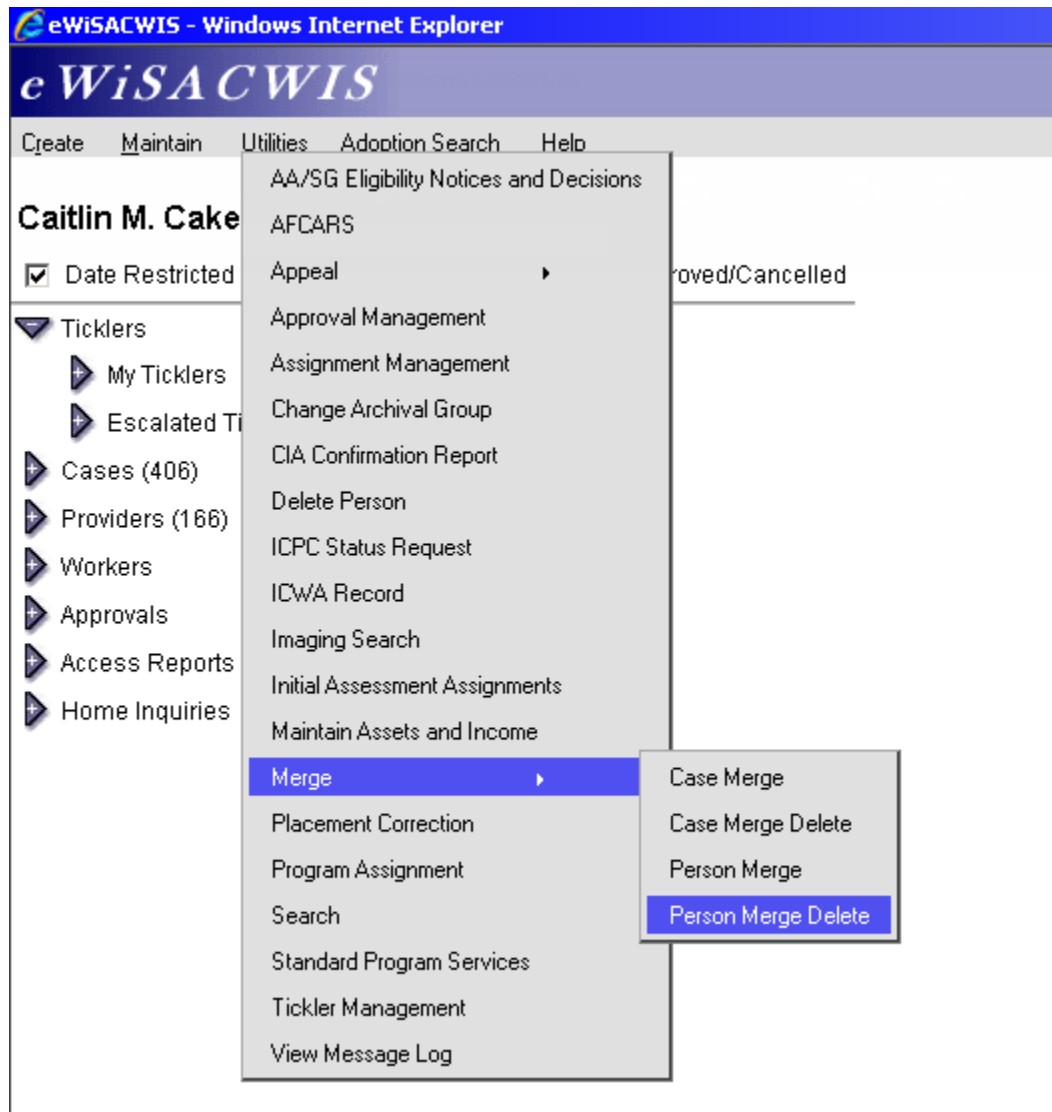 eWiSACWIS - Windows Internet Explorer
e WiSACWIS
Create Maintain Utilities Adoption Search Help
Caitlin M. Cake
Date Restricted
roved/Cancelled
Ticklers
My Ticklers
Escalated Ti
Cases (406)
Providers (166)
Workers
Approvals
Access Reports
Home Inquiries
AA/SG Eligibility Notices and Decisions
AFCARS
Appeal
Approval Management
Assignment Management
Change Archival Group
CIA Confirmation Report
Delete Person
ICPC Status Request
ICWA Record
Imaging Search
Initial Assessment Assignments
Maintain Assets and Income
Merge
Placement Correction
Program Assignment
Search
Standard Program Services
Tickler Management
View Message Log
Case Merge
Case Merge Delete
Person Merge
Person Merge Delete